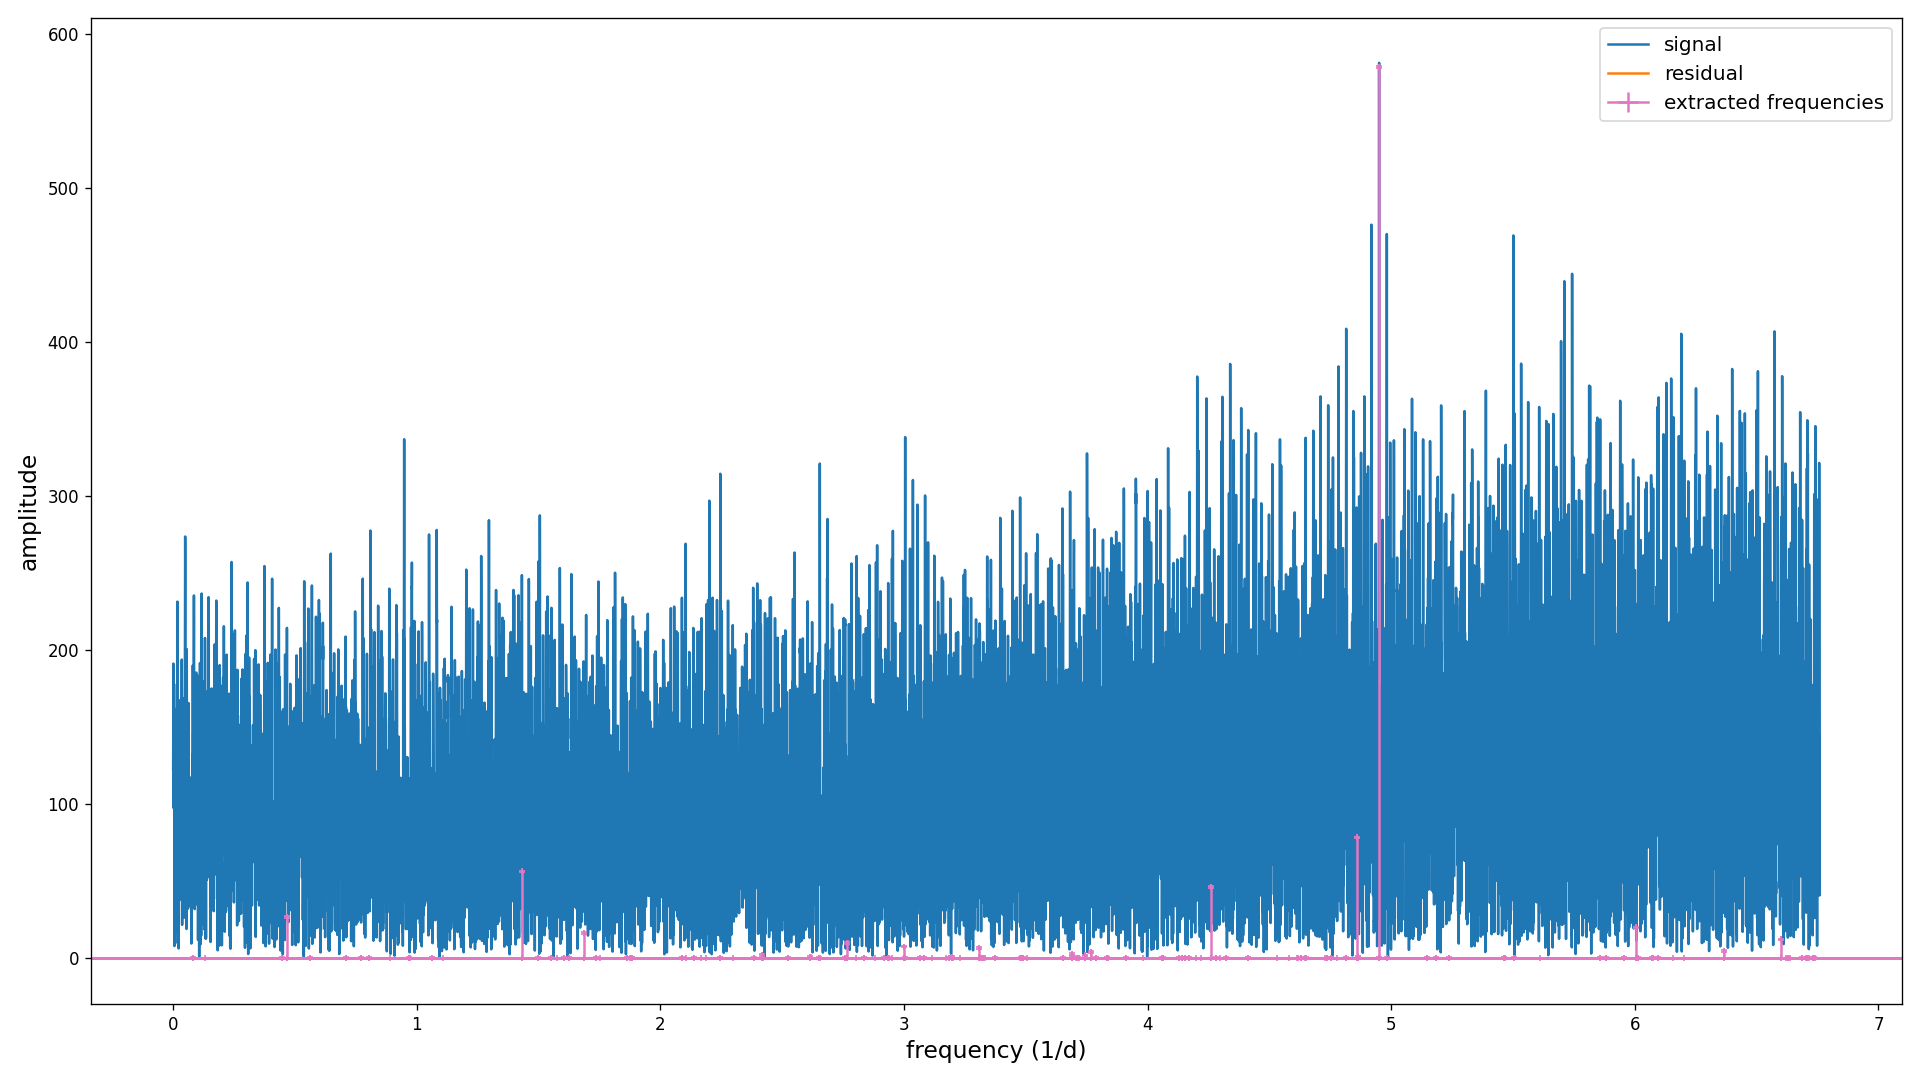 600
500
400
300
200
100
0
amplitude
signal
residual
extracted frequencies
0 1 2 3 4 5 6 7
frequency (1/d)